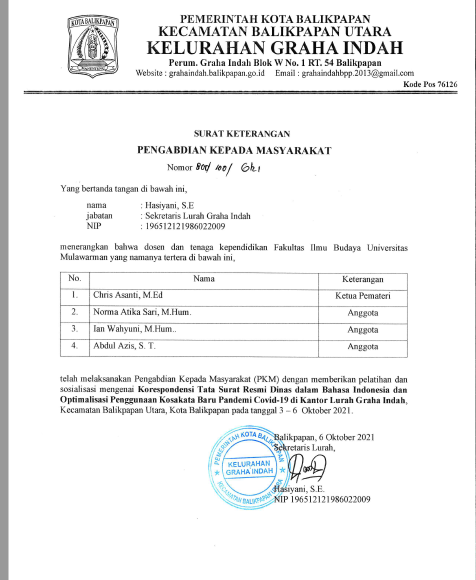 KOTA BALIKPAPAN
PEMERINTAH KOTA BALIKPAPAN
KECAMATAN BALIKPAPAN UTARA
KELURAHAN GRAHA INDAH
Perum. Graha Indah Blok W No. 1 RT. 54 Balikpapan
Website : grahaindah.balikpapan.go.id Email : grahaindahbpp.2013@gmail.com
Kode Pos 76126
SURAT KETERANGAN
PENGABDIAN KEPADA MASYARAKAT
Nomor 800/100/ Gh.1
Yang bertanda tangan di bawah ini,
nama : Hasiyani, S.E
jabatan : Sekretaris Lurah Graha Indah
NIP : 196512121986022009
menerangkan bahwa dosen dan tenaga kependidikan Fakultas Ilmu Budaya Universitas
Mulawarman yang namanya tertera di bawah ini,
No. Nama Keterangan
1. Chris Asanti, M.Ed Ketua Pemateri
2. Norma Atika Sari, M.Hum. Anggota
3. Ian Wahyuni, M.Hum.. Anggota
4. Abdul Azis, S. T. Anggota
telah melaksanakan Pengabdian Kepada Masyarakat (PKM) dengan memberikan pelatihan dan
sosialisasi mengenai Korespondensi Tata Surat Resmi Dinas dalam Bahasa Indonesia dan
Optimalisasi Penggunaan Kosakata Baru Pandemi Covid-19 di Kantor Lurah Graha Indah,
Kecamatan Balikpapan Utara, Kota Balikpapan pada tanggal 3 – 6 Oktober 2021.
Balikpapan, 6 Oktober 2021
Sekretaris Lurah,
PEMERINTAH KOTA BALIKPAPAN
KELURAHAN
GRAHA INDAH
KECAMATAN BALIKPAPAN UTARA
Hasiyani, S.E.
NIP 196512121986022009